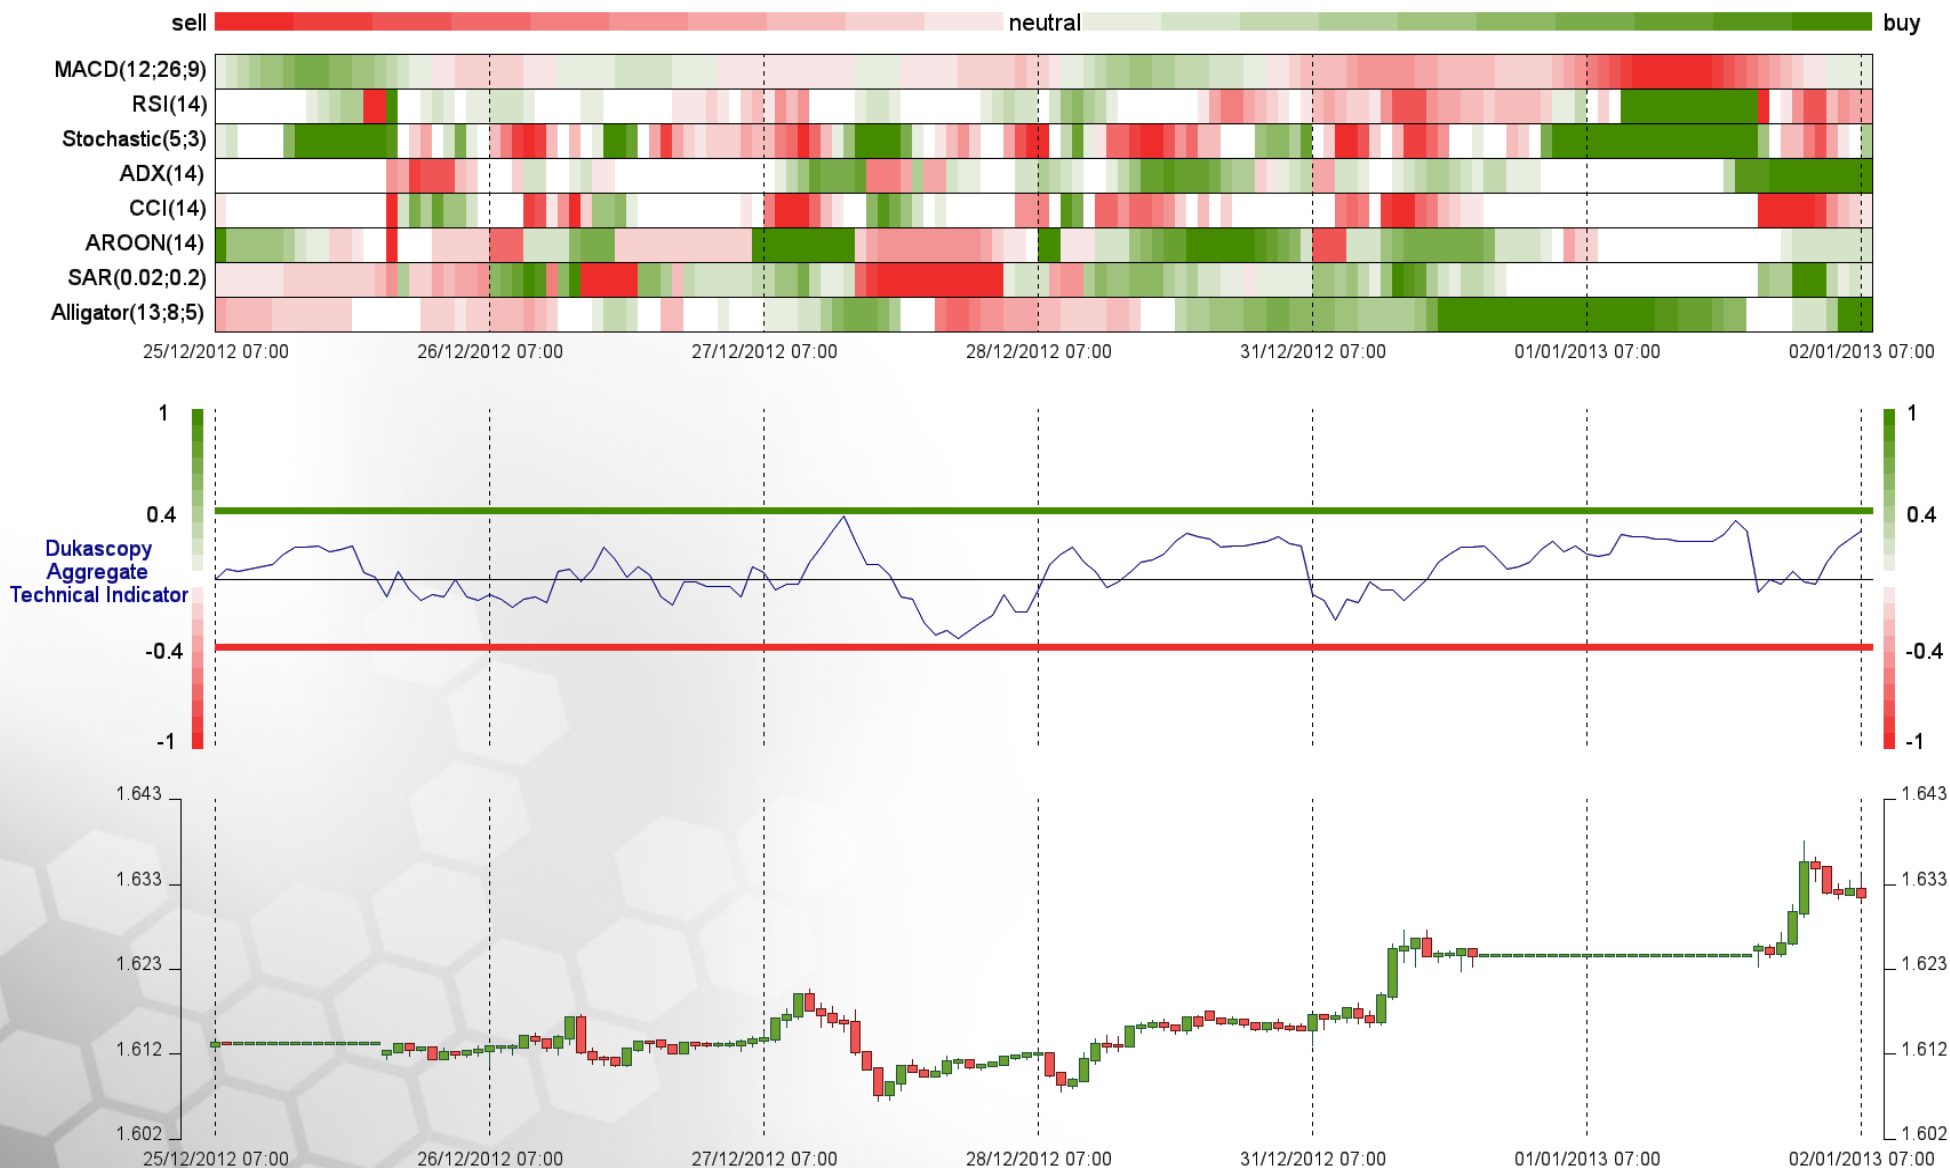 sell neutral buy
MACD(12;26;9)
RSI(14)
Stochastic(5;3)
ADX(14)
CCI(14)
AROON(14)
SAR(0.02;0.2)
Alligator(13;8;5)
25/12/2012 07:00 26/12/2012 07:00 27/12/2012 07:00 28/12/2012 07:00 31/12/2012 07:00 01/01/2013 07:00 02/01/2013 07:00
1 1
0.4 0.4
Dukascopy
Aggregate
Technical Indicator
-0.4 -0.4
-1 -1
1.643 1.643
1.633 1.633
1.623 1.623
1.612 1.612
1.602 1.602
25/12/2012 07:00 26/12/2012 07:00 27/12/2012 07:00 28/12/2012 07:00 31/12/2012 07:00 01/01/2013 07:00 02/01/2013 07:00